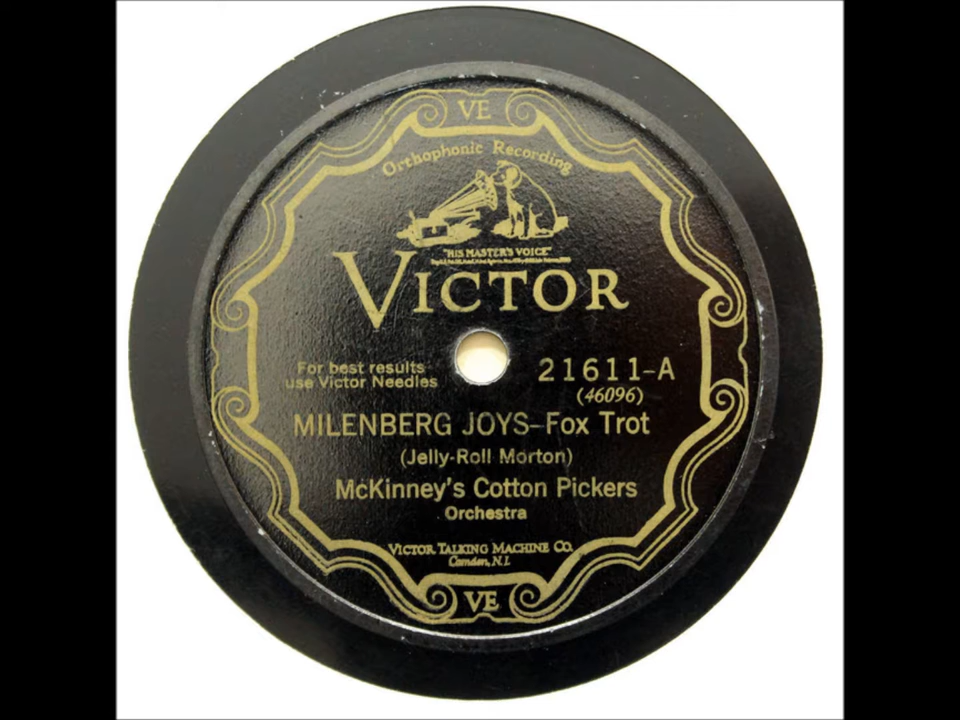 VE
Orthophonic Recording
"HIS MASTER'S VOICE"
VICTOR
For best results
use Victor Needles
21611-A
(46096)
MILENBERG JOYS-Fox Trot
(Jelly-Roll Morton)
McKinney's Cotton Pickers
Orchestra
VICTOR TALKING MACHINE CO.
Camden, N.J.
VE